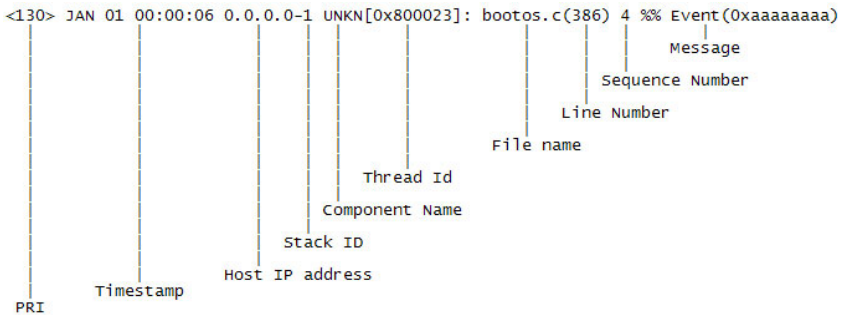 <130> JAN 01 00:00:06 0.0.0.0-1 UNKN[0x800023]: bootos.c(386) 4 %% Event(0xaaaaaaaa)
Message
Sequence Number
Line Number
File name
Thread Id
Component Name
Stack ID
Host IP address
Timestamp
PRI